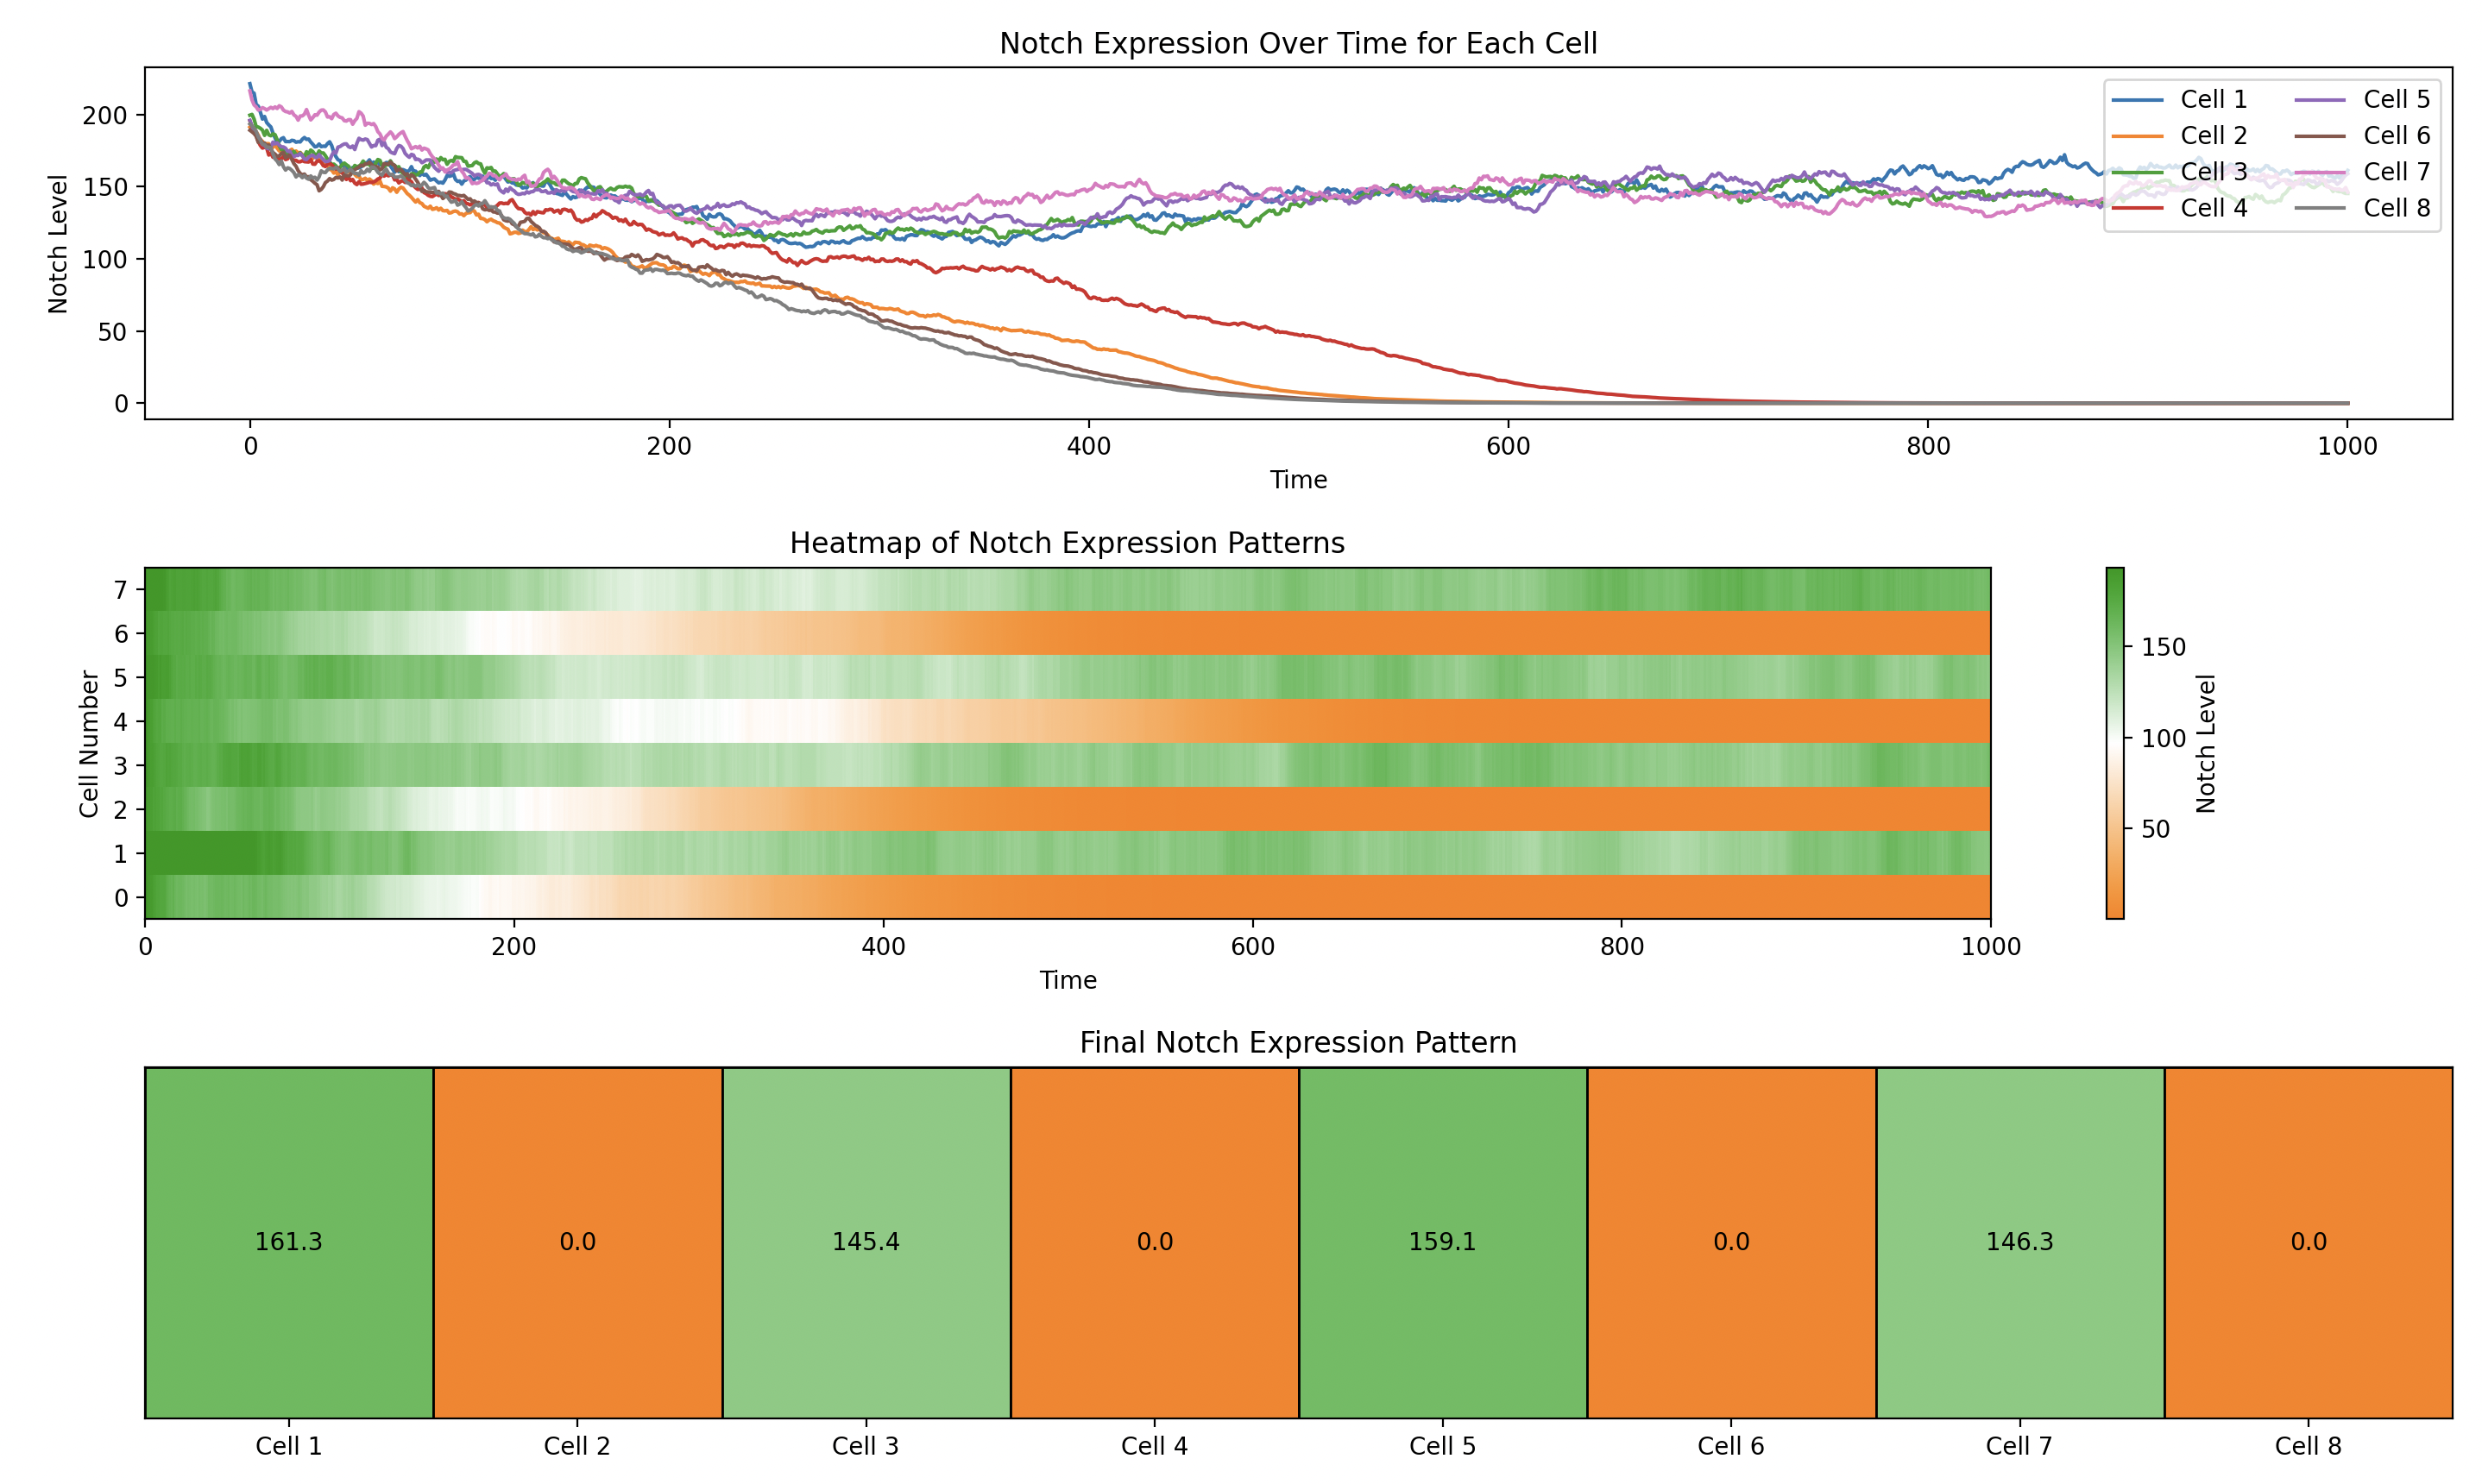 Notch Expression Over Time for Each Cell
Notch Level
200
150
100
50
0
Cell 1
Cell 2
Cell 3
Cell 4
Cell 5
Cell 6
Cell 7
Cell 8
0 200 400 600 800 1000
Time
Heatmap of Notch Expression Patterns
Cell Number
7
6
5
4
3
2
1
0
0 200 400 600 800 1000
Time
150
100
50
Notch Level
Final Notch Expression Pattern
161.3 0.0 145.4 0.0 159.1 0.0 146.3 0.0
Cell 1 Cell 2 Cell 3 Cell 4 Cell 5 Cell 6 Cell 7 Cell 8